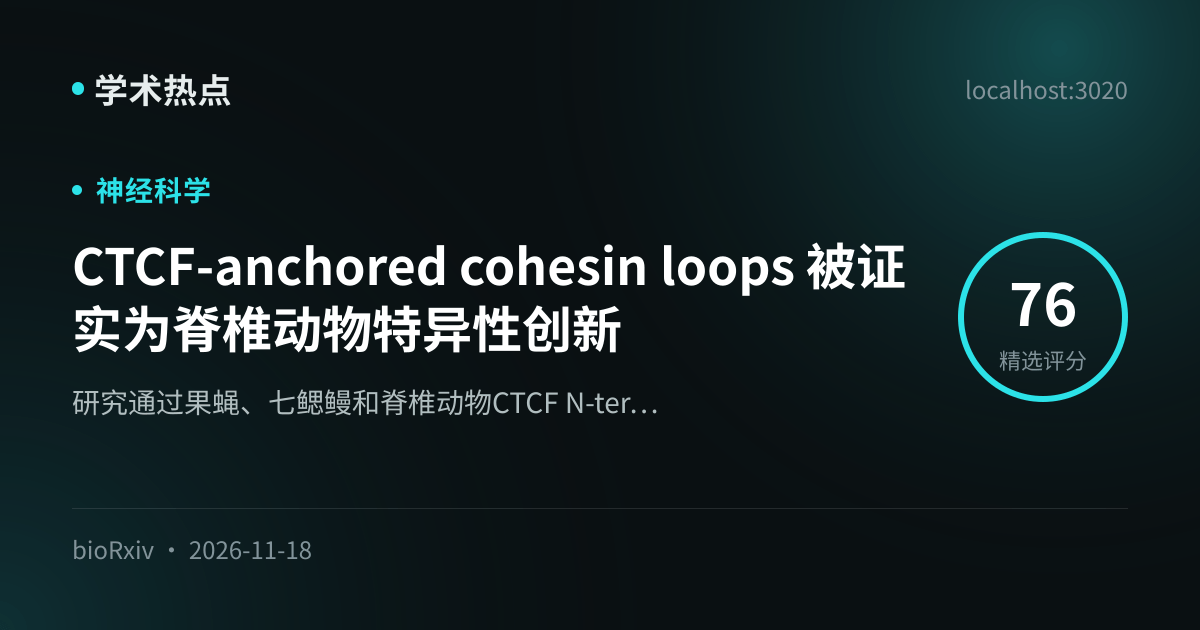 学术热点
localhost:3020
神经科学
CTCF-anchored cohesin loops 被证
实为脊椎动物特异性创新
76
精选评分
研究通过果蝇、七鳃鳗和脊椎动物CTCF N-ter…
bioRxiv · 2026-11-18